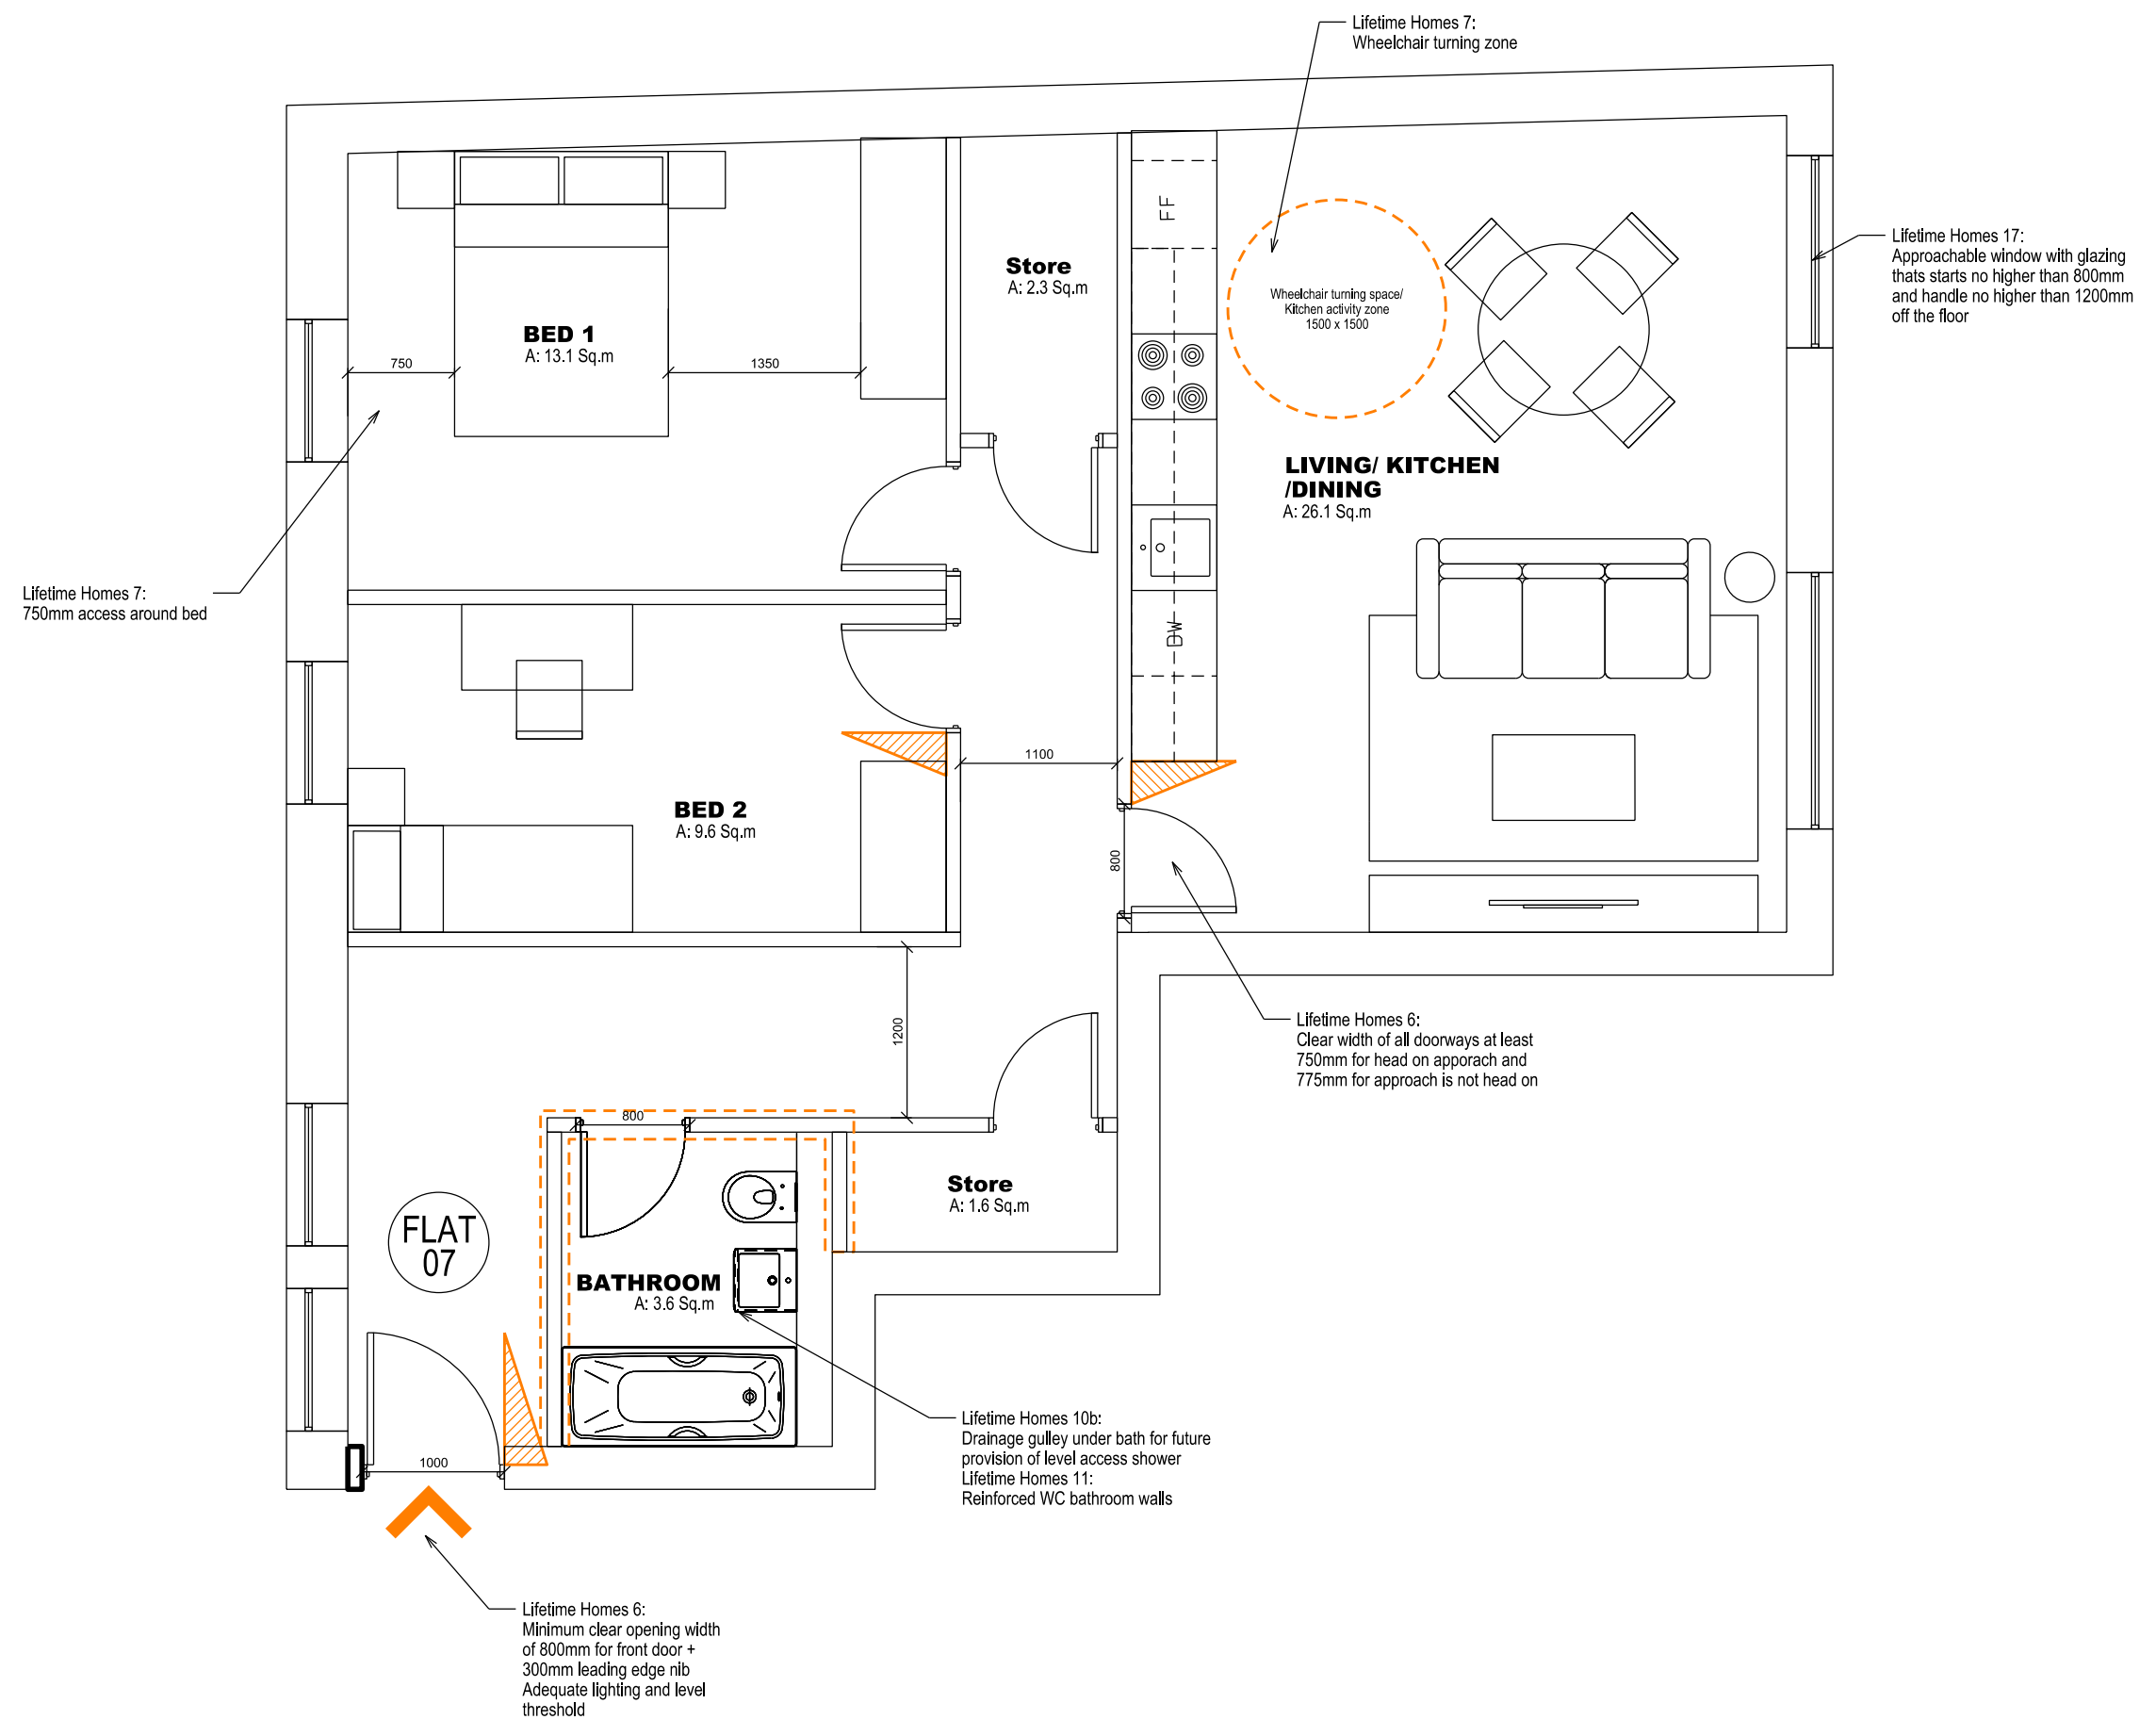 Lifetime Homes 7:
Wheelchair turning zone
FF
Lifetime Homes 17:
Approachable window with glazing
thats starts no higher than 800mm
and handle no higher than 1200mm
off the floor
Store
A: 2.3 Sq.m
Wheelchair turning space/
Kitchen activity zone
1500 x 1500
BED 1
A: 13.1 Sq.m
750
1350
LIVING/ KITCHEN
/DINING
A: 26.1 Sq.m
Lifetime Homes 7:
750mm access around bed
DW
1100
BED 2
A: 9.6 Sq.m
800
1200
Lifetime Homes 6:
Clear width of all doorways at least
750mm for head on apporach and
775mm for approach is not head on
800
Store
A: 1.6 Sq.m
FLAT
07
BATHROOM
A: 3.6 Sq.m
1000
Lifetime Homes 10b:
Drainage gulley under bath for future
provision of level access shower
Lifetime Homes 11:
Reinforced WC bathroom walls
Lifetime Homes 6:
Minimum clear opening width
of 800mm for front door +
300mm leading edge nib
Adequate lighting and level
threshold